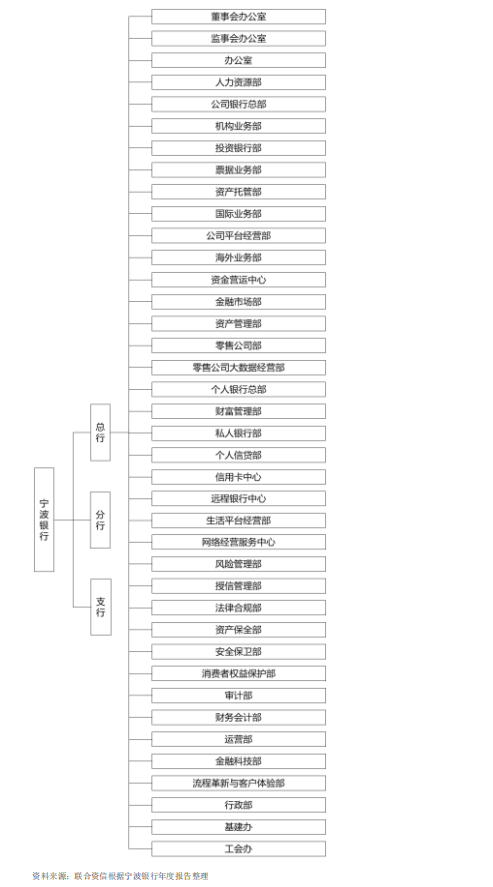 董事会办公室
监事会办公室
办公室
人力资源部
公司银行总部
机构业务部
投资银行部
票据业务部
资产托管部
国际业务部
公司平台经营部
海外业务部
资金营运中心
金融市场部
资产管理部
零售公司部
零售公司大数据经营部
个人银行总部
财富管理部
总行
私人银行部
个人信贷部
信用卡中心
远程银行中心
宁波银行
分行
生活平台经营部
网络经营服务中心
风险管理部
授信管理部
支行
法律合规部
资产保全部
安全保卫部
消费者权益保护部
审计部
财务会计部
运营部
金融科技部
流程革新与客户体验部
行政部
基建办
工会办
资料来源：联合资信根据宁波银行年度报告整理